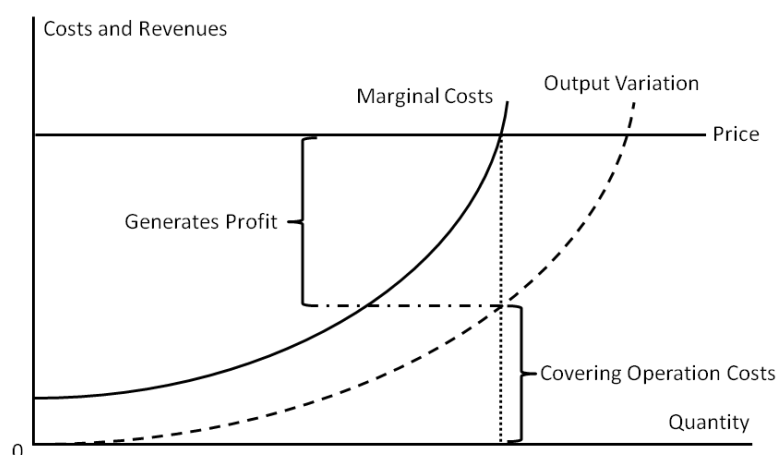 Costs and Revenues
Marginal Costs
Output Variation
Price
Generates Profit
Covering Operation Costs
Quantity
0